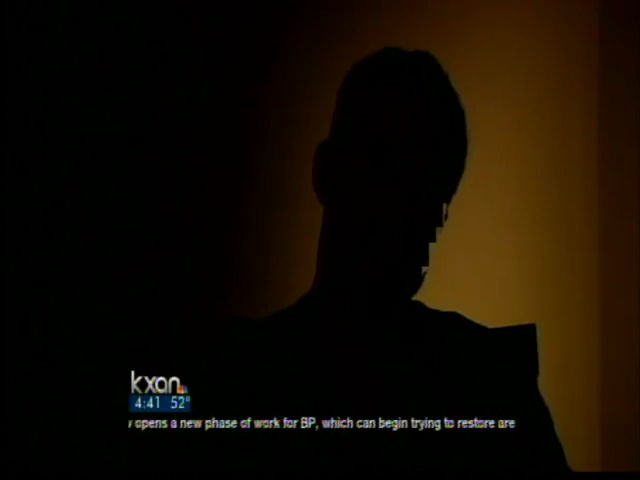 kxan
4:41 52°
opens a new phase of work for BP, which can begin trying to restore are